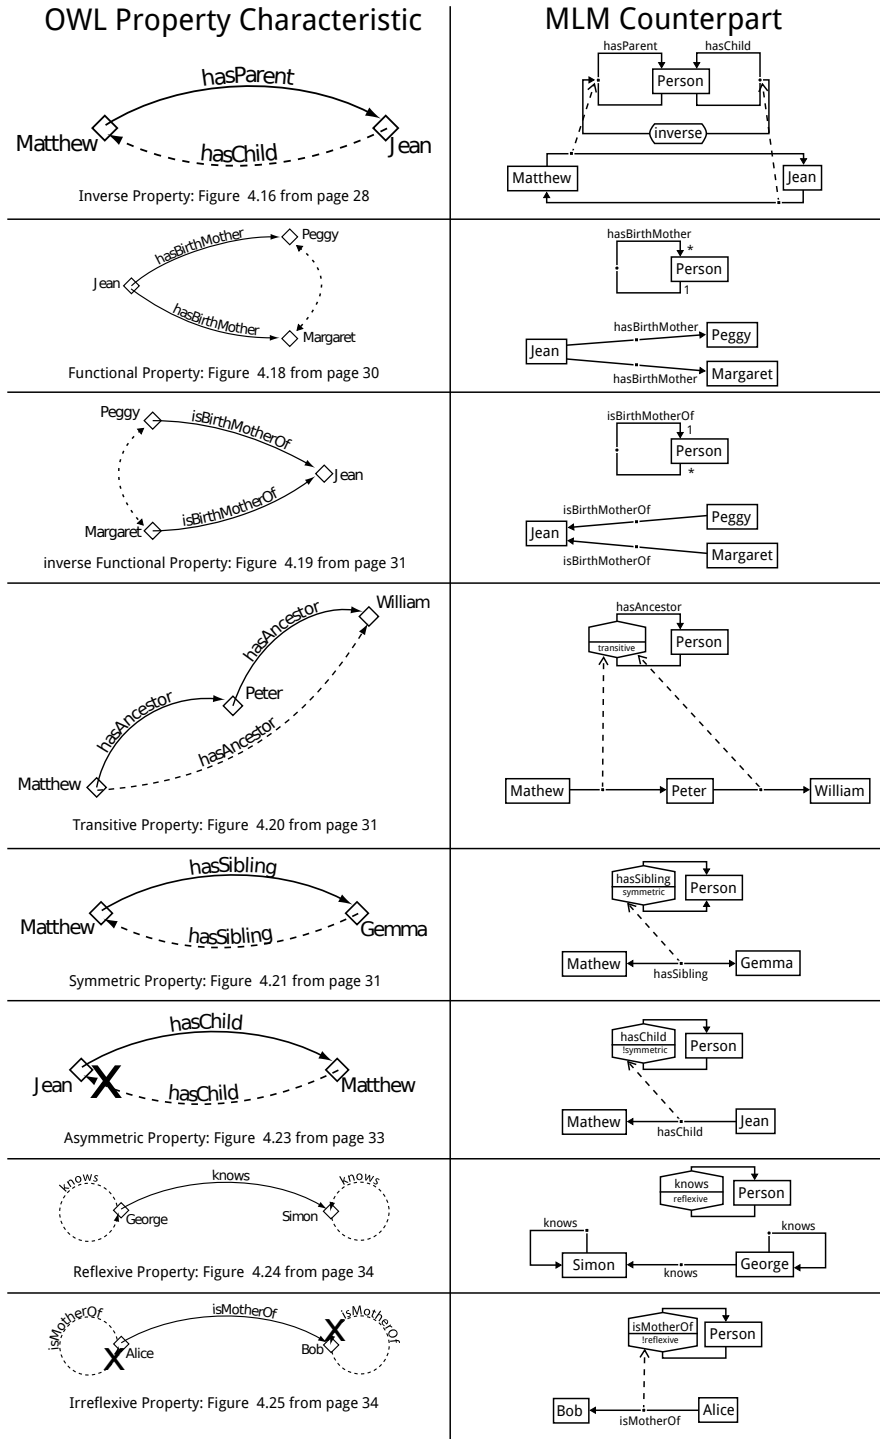 OWL Property Characteristic
MLM Counterpart
hasParent
Matthew
Jean
hasChild
Inverse Property: Figure 4.16 from page 28
hasParent
hasChild
Person
inverse
Matthew
Jean
hasBirthMother
Peggy
Jean
hasBirthMother
Margaret
Functional Property: Figure 4.18 from page 30
hasBirthMother
*
Person
1
hasBirthMother
Peggy
Jean
Margaret
hasBirthMother
Peggy
isBirthMotherOf
Jean
isBirthMotherOf
Margaret
inverse Functional Property: Figure 4.19 from page 31
isBirthMotherOf
1
Person
*
isBirthMotherOf
Peggy
Jean
Margaret
isBirthMotherOf
William
hasAncestor
Peter
hasAncestor
hasAncestor
Matthew
Transitive Property: Figure 4.20 from page 31
hasAncestor
Person
transitive
Mathew
Peter
William
hasSibling
Matthew
Gemma
hasSibling
Symmetric Property: Figure 4.21 from page 31
hasSibling
symmetric
Person
Mathew
Gemma
hasSibling
hasChild
X
Jean
Matthew
hasChild
Asymmetric Property: Figure 4.23 from page 33
hasChild
!symmetric
Person
Mathew
Jean
hasChild
knows
knows
knows
George
Simon
Reflexive Property: Figure 4.24 from page 34
knows
reflexive
Person
knows
knows
Simon
George
knows
isMotherOf
isMotherOf
isMotherOf
X
X
Alice
Bob
Irreflexive Property: Figure 4.25 from page 34
isMotherOf
!reflexive
Person
Bob
Alice
isMotherOf